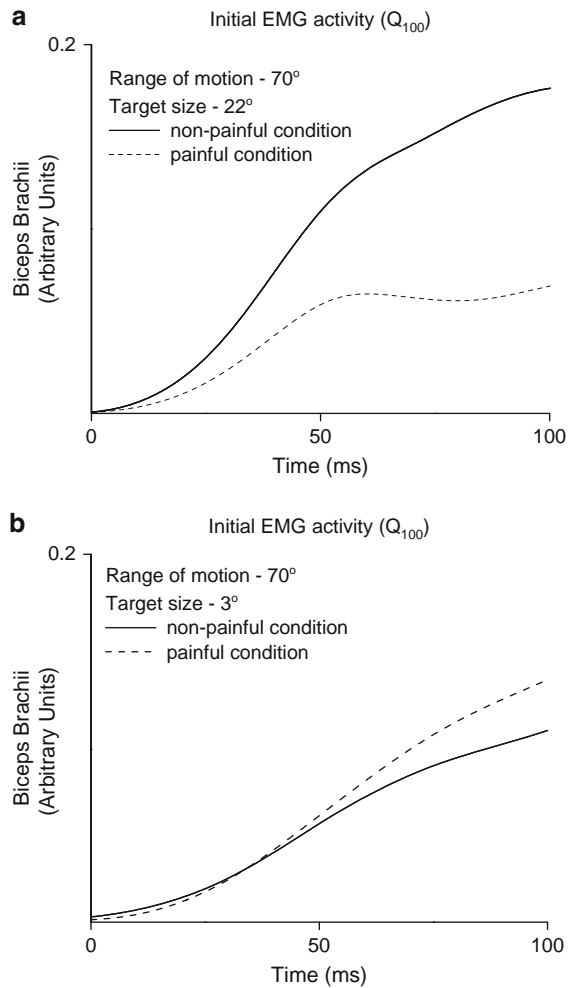 a
Initial EMG activity (Q100)
0.2
Range of motion - 70°
Target size - 22°
non-painful condition
painful condition
Biceps Brachii
(Arbitrary Units)
0
50
100
Time (ms)
b
Initial EMG activity (Q100)
0.2
Range of motion - 70°
Target size - 3°
non-painful condition
painful condition
Biceps Brachii
(Arbitrary Units)
0
50
100
Time (ms)